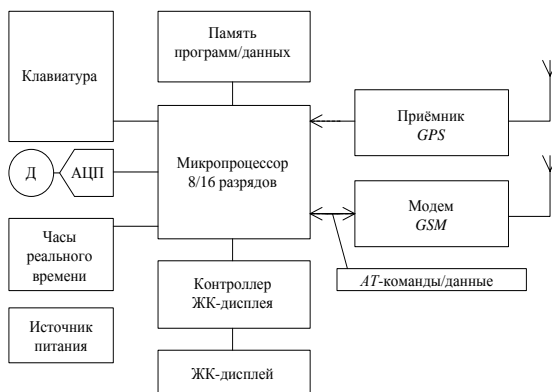 Клавиатура
Память
программ/данных
Приёмник
GPS
Микропроцессор
8/16 разрядов
Д
АЦП
Модем
GSM
Часы
реального
времени
Контроллер
ЖК-дисплея
AT-команды/данные
Источник
питания
ЖК-дисплей